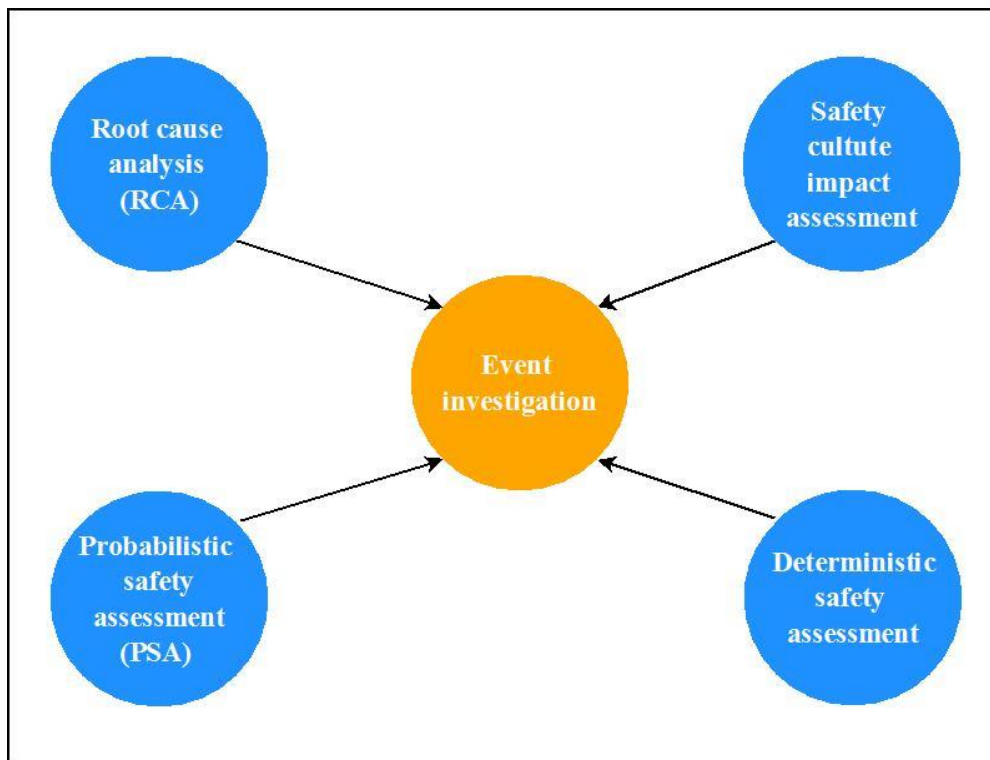 Root cause
analysis
(RCA)
Safety
cultute
impact
assessment
Event
investigation
Probabilistic
safety
assessment
(PSA)
Deterministic
safety
assessment